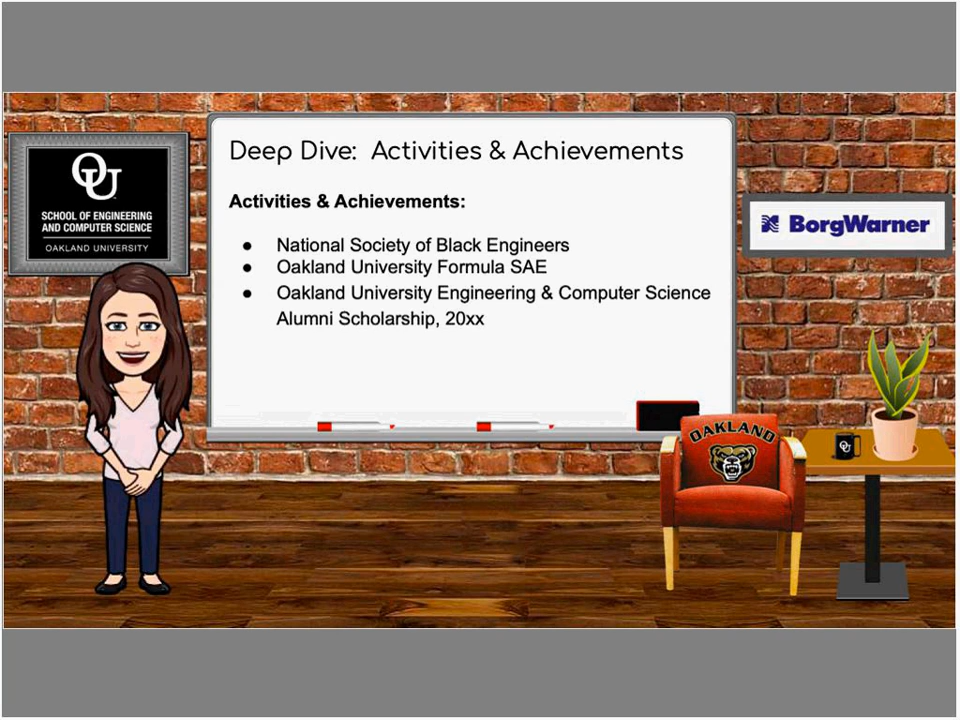 Deep Dive: Activities & Achievements
Activities & Achievements:
● National Society of Black Engineers
● Oakland University Formula SAE
● Oakland University Engineering & Computer Science
Alumni Scholarship, 20xx
OU
SCHOOL OF ENGINEERING
AND COMPUTER SCIENCE
OAKLAND UNIVERSITY
BorgWarner
OAKLAND
OU